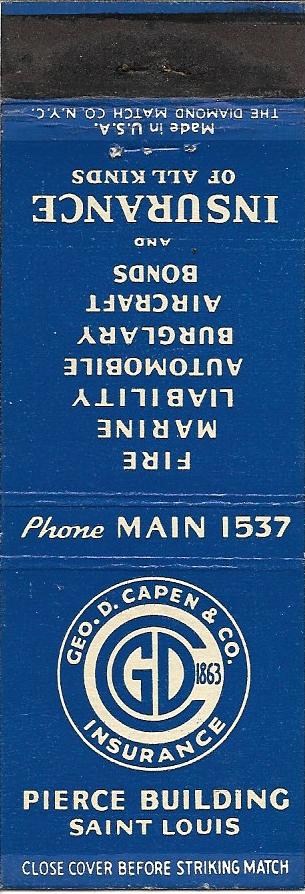 THE DIAMOND MATCH CO. N.Y.C.
Made in U.S.A.
FIRE
MARINE
LIABILITY
AUTOMOBILE
BURGLARY
AIRCRAFT
BONDS
AND
INSURANCE
OF ALL KINDS
Phone MAIN 1537
GEO. D. CAPEN & CO.
CGDC
1863
INSURANCE
PIERCE BUILDING
SAINT LOUIS
CLOSE COVER BEFORE STRIKING MATCH